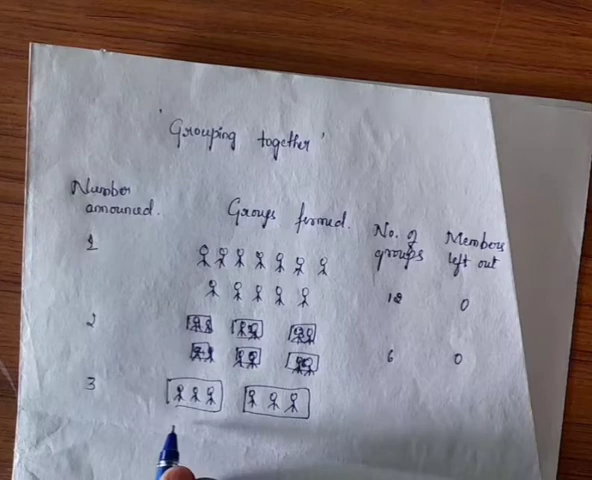 'Grouping together'
Number announced.
Groups formed.
No. of groups
Members left out
1
12
0
2
6
0
3